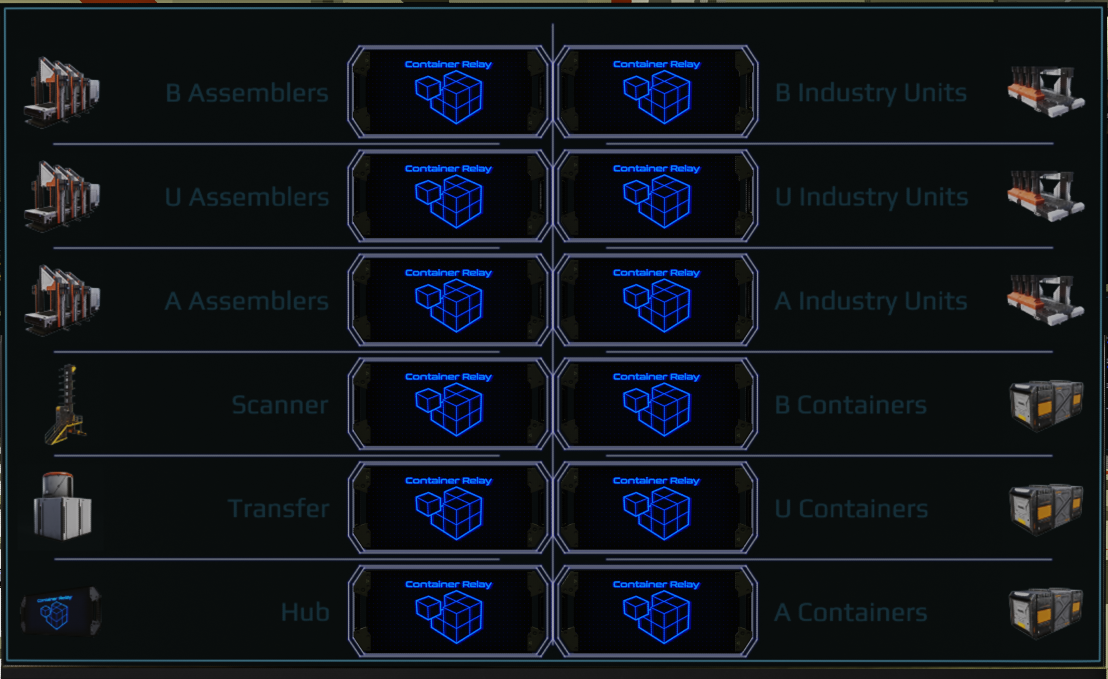 B Assemblers Container Relay Container Relay B Industry Units
U Assemblers Container Relay Container Relay U Industry Units
A Assemblers Container Relay Container Relay A Industry Units
Scanner Container Relay Container Relay B Containers
Transfer Container Relay Container Relay U Containers
Container Relay Hub Container Relay Container Relay A Containers